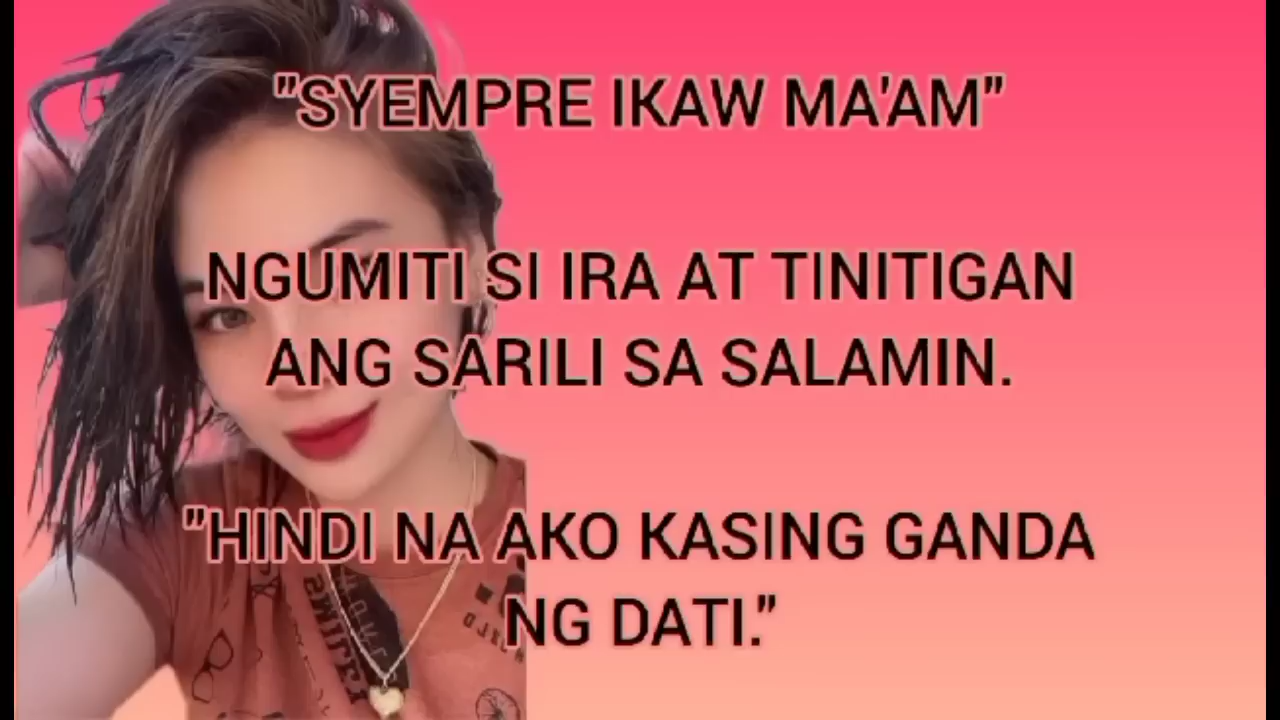 "SYEMPRE IKAW MA'AM"
NGUMITI SI IRA AT TINITIGAN
ANG SARILI SA SALAMIN.
"HINDI NA AKO KASING GANDA
NG DATI."